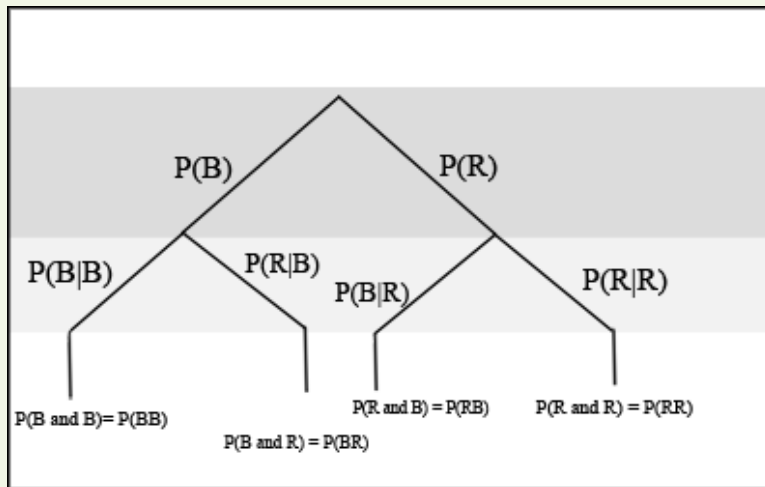 P(B)
P(R)
P(B|B)
P(R|B)
P(B|R)
P(R|R)
P(B and B)= P(BB)
P(B and R) = P(BR)
P(R and B) = P(RB)
P(R and R) = P(RR)